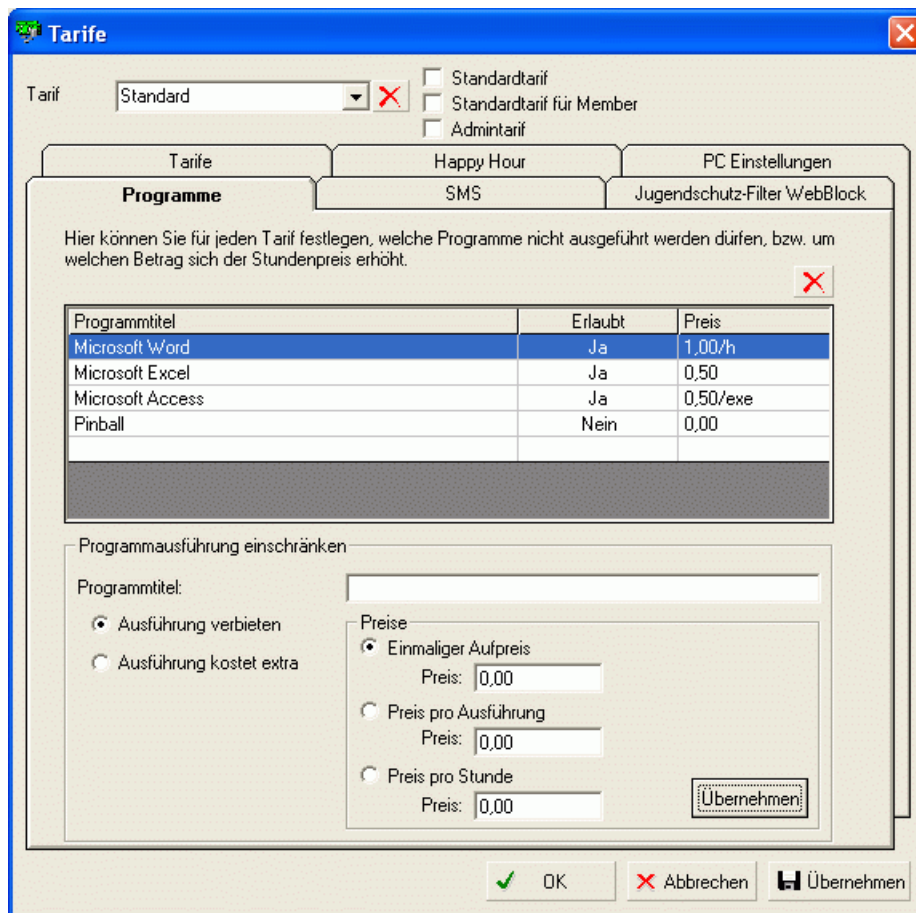 Tarife
Tarif
Standard
Standardtarif
Standardtarif für Member
Admintarif
Tarife
Happy Hour
PC Einstellungen
Programme
SMS
Jugendschutz-Filter WebBlock
Hier können Sie für jeden Tarif festlegen, welche Programme nicht ausgeführt werden dürfen, bzw. um
welchen Betrag sich der Stundenpreis erhöht.
Programmtitel Erlaubt Preis
Microsoft Word Ja 1,00/h
Microsoft Excel Ja 0,50
Microsoft Access Ja 0,50/exe
Pinball Nein 0,00
Programmausführung einschränken
Programmtitel:
Ausführung verbieten
Ausführung kostet extra
Preise
Einmaliger Aufpreis
Preis: 0,00
Preis pro Ausführung
Preis: 0,00
Preis pro Stunde
Preis: 0,00
Übernehmen
OK
Abbrechen
Übernehmen